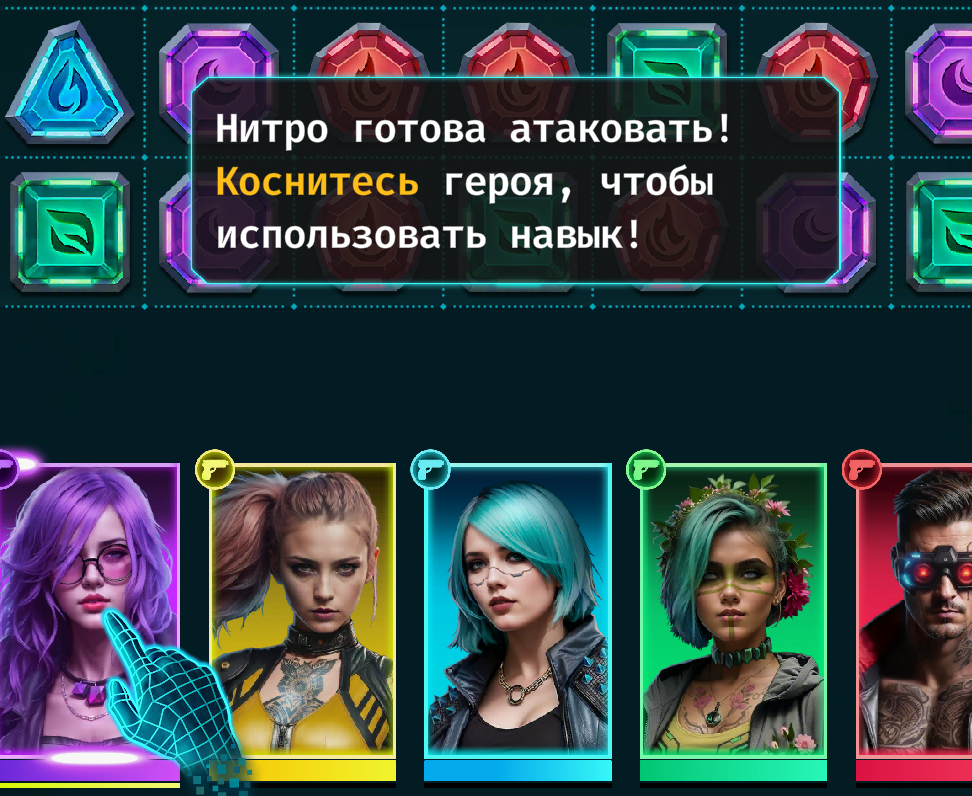 Нитро готова атаковать!
Коснитесь героя, чтобы
использовать навык!